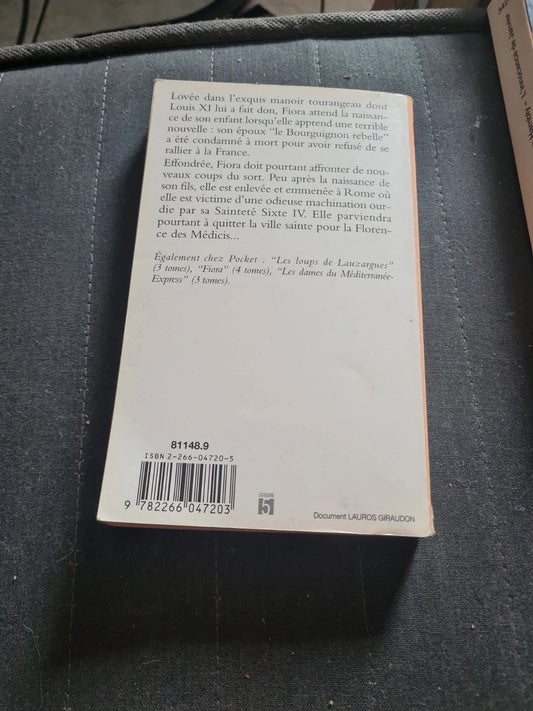 Lovée dans l'exquis manoir tourangeau dont
Louis XI lui a fait don, Fiora attend la naissan-
ce de son enfant lorsqu'elle apprend une terrible
nouvelle : son époux "le Bourguignon rebelle"
a été condamné à mort pour avoir refusé de se
rallier à la France.
Effondrée, Fiora doit pourtant affronter de nou-
veaux coups du sort. Peu après la naissance de
son fils, elle est enlevée et emmenée à Rome où
elle est victime d'une odieuse machination our-
die par sa Sainteté Sixte IV. Elle parviendra
pourtant à quitter la ville sainte pour la Floren-
ce des Médicis...
Également chez Pocket : "Les loups de Lauzargues"
(3 tomes), "Fiora" (4 tomes), "Les dames du Méditerranée-
Express" (3 tomes).
81148.9
ISBN 2-266-04720-5
9 782266 047203
CATÉGORIE
5
Document LAUROS GIRAUDON